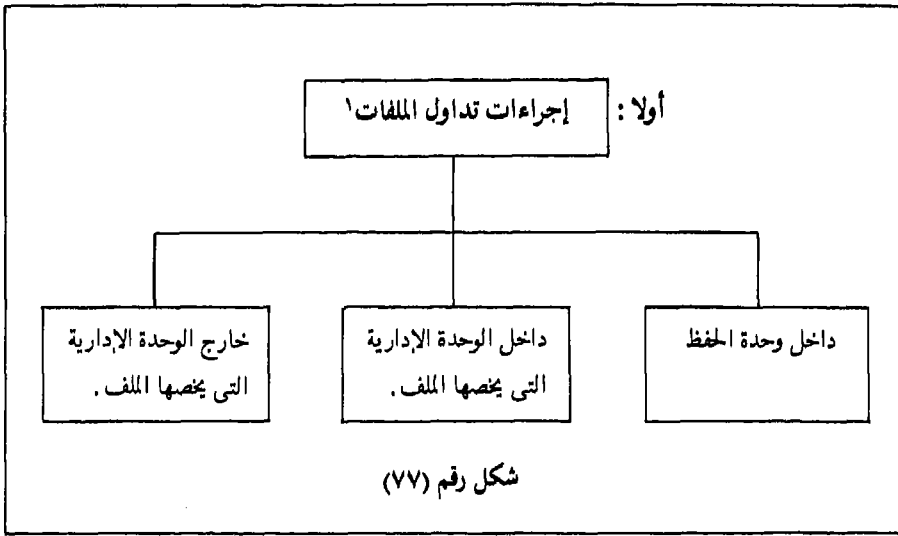 أولا : إجراءات تداول الملفات١
داخل وحدة الحفظ
داخل الوحدة الإدارية
التى يخصها الملف .
خارج الوحدة الإدارية
التى يخصها الملف .
شكل رقم (٧٧)